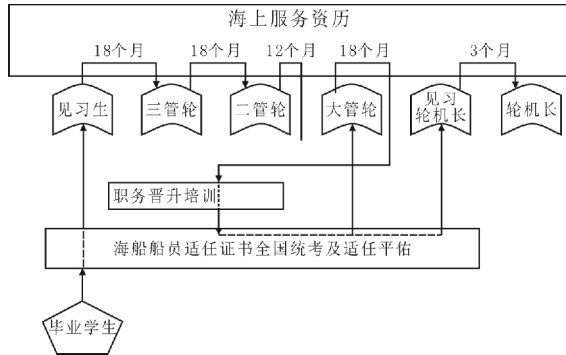 海上服务资历
18个月 18个月 12个月 18个月 3个月
见习生 三管轮 二管轮 大管轮 见习 轮机长
轮机长
职务晋升培训
海船船员适任证书全国统考及适任平佑
毕业学生